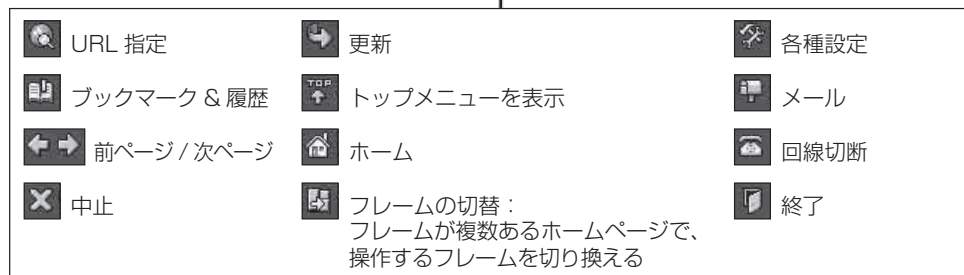 URL 指定
ブックマーク & 履歴
前ページ / 次ページ
中止
更新
TOP
トップメニューを表示
ホーム
フレームの切替：
フレームが複数あるホームページで、
操作するフレームを切り換える
各種設定
メール
回線切断
終了